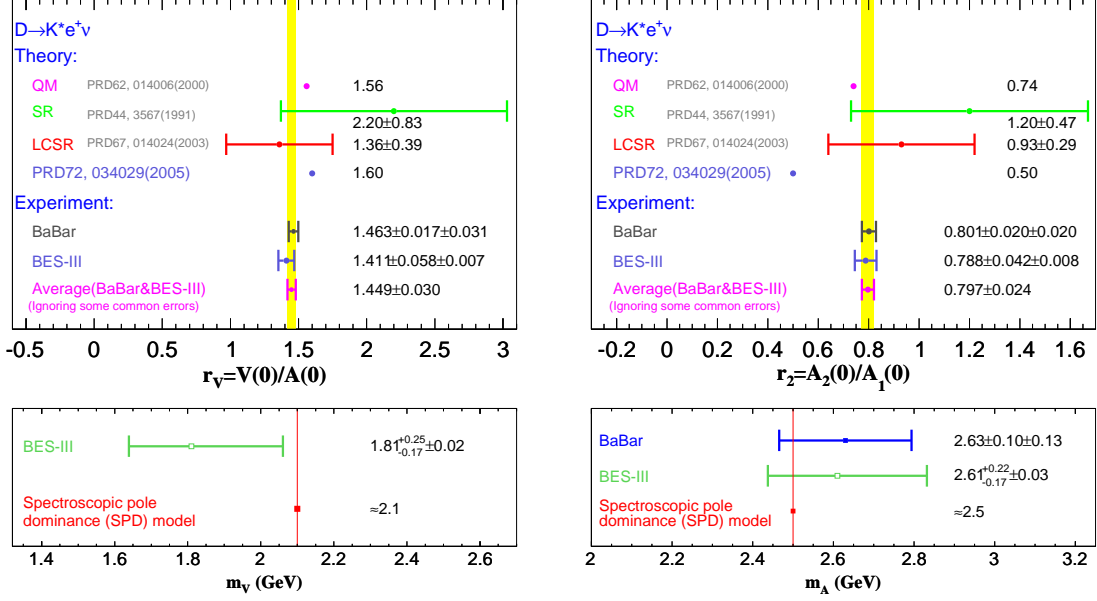 D→K*e⁺ν
Theory:
QM PRD62, 014006(2000) 1.56
SR PRD44, 3567(1991) 2.20±0.83
LCSR PRD67, 014024(2003) 1.36±0.39
PRD72, 034029(2005) 1.60
Experiment:
BaBar 1.463±0.017±0.031
BES-III 1.411±0.058±0.007
Average(BaBar&BES-III) 1.449±0.030
(Ignoring some common errors)
-0.5 0 0.5 1 1.5 2 2.5 3
r_V=V(0)/A(0)
D→K*e⁺ν
Theory:
QM PRD62, 014006(2000) 0.74
SR PRD44, 3567(1991) 1.20±0.47
LCSR PRD67, 014024(2003) 0.93±0.29
PRD72, 034029(2005) 0.50
Experiment:
BaBar 0.801±0.020±0.020
BES-III 0.788±0.042±0.008
Average(BaBar&BES-III) 0.797±0.024
(Ignoring some common errors)
-0.2 0 0.2 0.4 0.6 0.8 1 1.2 1.4 1.6
r₂=A₂(0)/A₁(0)
BES-III 1.81+0.25-0.17±0.02
Spectroscopic pole
dominance (SPD) model ≈2.1
1.4 1.6 1.8 2 2.2 2.4 2.6
m_V (GeV)
BaBar 2.63±0.10±0.13
BES-III 2.61+0.22-0.17±0.03
Spectroscopic pole
dominance (SPD) model ≈2.5
2 2.2 2.4 2.6 2.8 3 3.2
m_A (GeV)